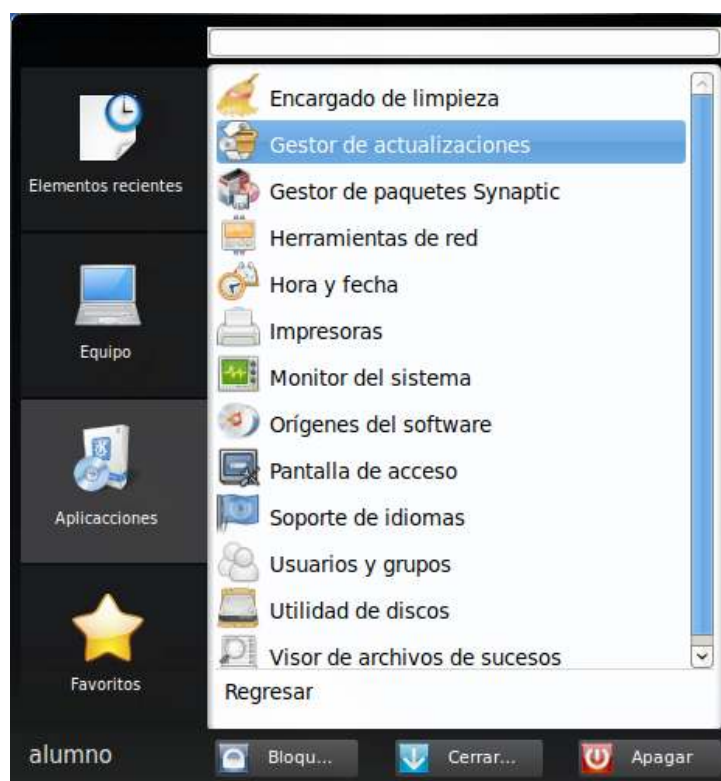 Elementos recientes
Equipo
Aplicacciones
Favoritos
Encargado de limpieza
Gestor de actualizaciones
Gestor de paquetes Synaptic
Herramientas de red
Hora y fecha
Impresoras
Monitor del sistema
Orígenes del software
Pantalla de acceso
Soporte de idiomas
Usuarios y grupos
Utilidad de discos
Visor de archivos de sucesos
Regresar
alumno
Bloqu...
Cerrar...
Apagar